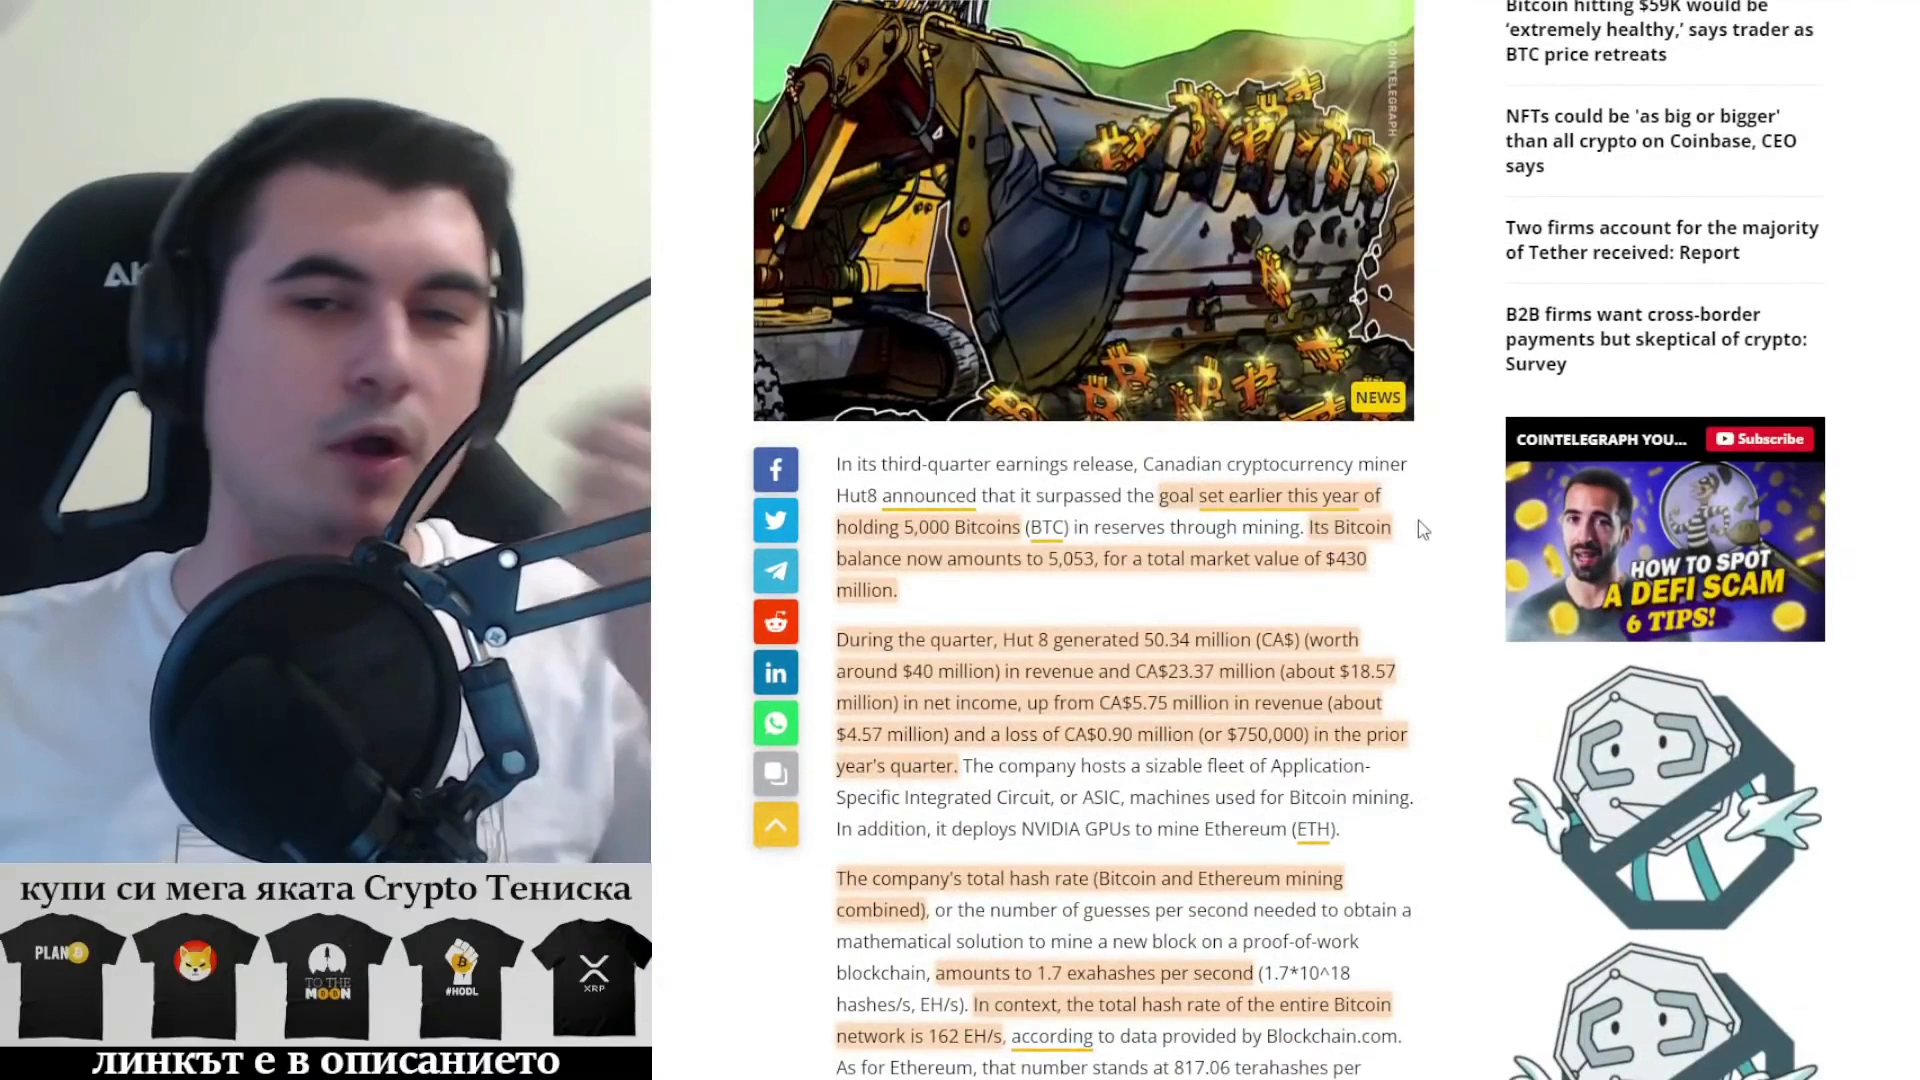 купи си мега яката Crypto Тениска
PLAN B
TO THE
MOON
#HODL
XRP
линкът е в описанието
COINTELEGRAPH
NEWS
In its third-quarter earnings release, Canadian cryptocurrency miner
Hut8 announced that it surpassed the goal set earlier this year of
holding 5,000 Bitcoins (BTC) in reserves through mining. Its Bitcoin
balance now amounts to 5,053, for a total market value of $430
million.
During the quarter, Hut 8 generated 50.34 million (CA$) (worth
around $40 million) in revenue and CA$23.37 million (about $18.57
million) in net income, up from CA$5.75 million in revenue (about
$4.57 million) and a loss of CA$0.90 million (or $750,000) in the prior
year's quarter. The company hosts a sizable fleet of Application-
Specific Integrated Circuit, or ASIC, machines used for Bitcoin mining.
In addition, it deploys NVIDIA GPUs to mine Ethereum (ETH).
The company's total hash rate (Bitcoin and Ethereum mining
combined), or the number of guesses per second needed to obtain a
mathematical solution to mine a new block on a proof-of-work
blockchain, amounts to 1.7 exahashes per second (1.7*10^18
hashes/s, EH/s). In context, the total hash rate of the entire Bitcoin
network is 162 EH/s, according to data provided by Blockchain.com.
As for Ethereum, that number stands at 817.06 terahashes per
Bitcoin hitting $59K would be
‘extremely healthy,’ says trader as
BTC price retreats
NFTs could be 'as big or bigger'
than all crypto on Coinbase, CEO
says
Two firms account for the majority
of Tether received: Report
B2B firms want cross-border
payments but skeptical of crypto:
Survey
COINTELEGRAPH YOU...
Subscribe
HOW TO SPOT
A DEFI SCAM
6 TIPS!